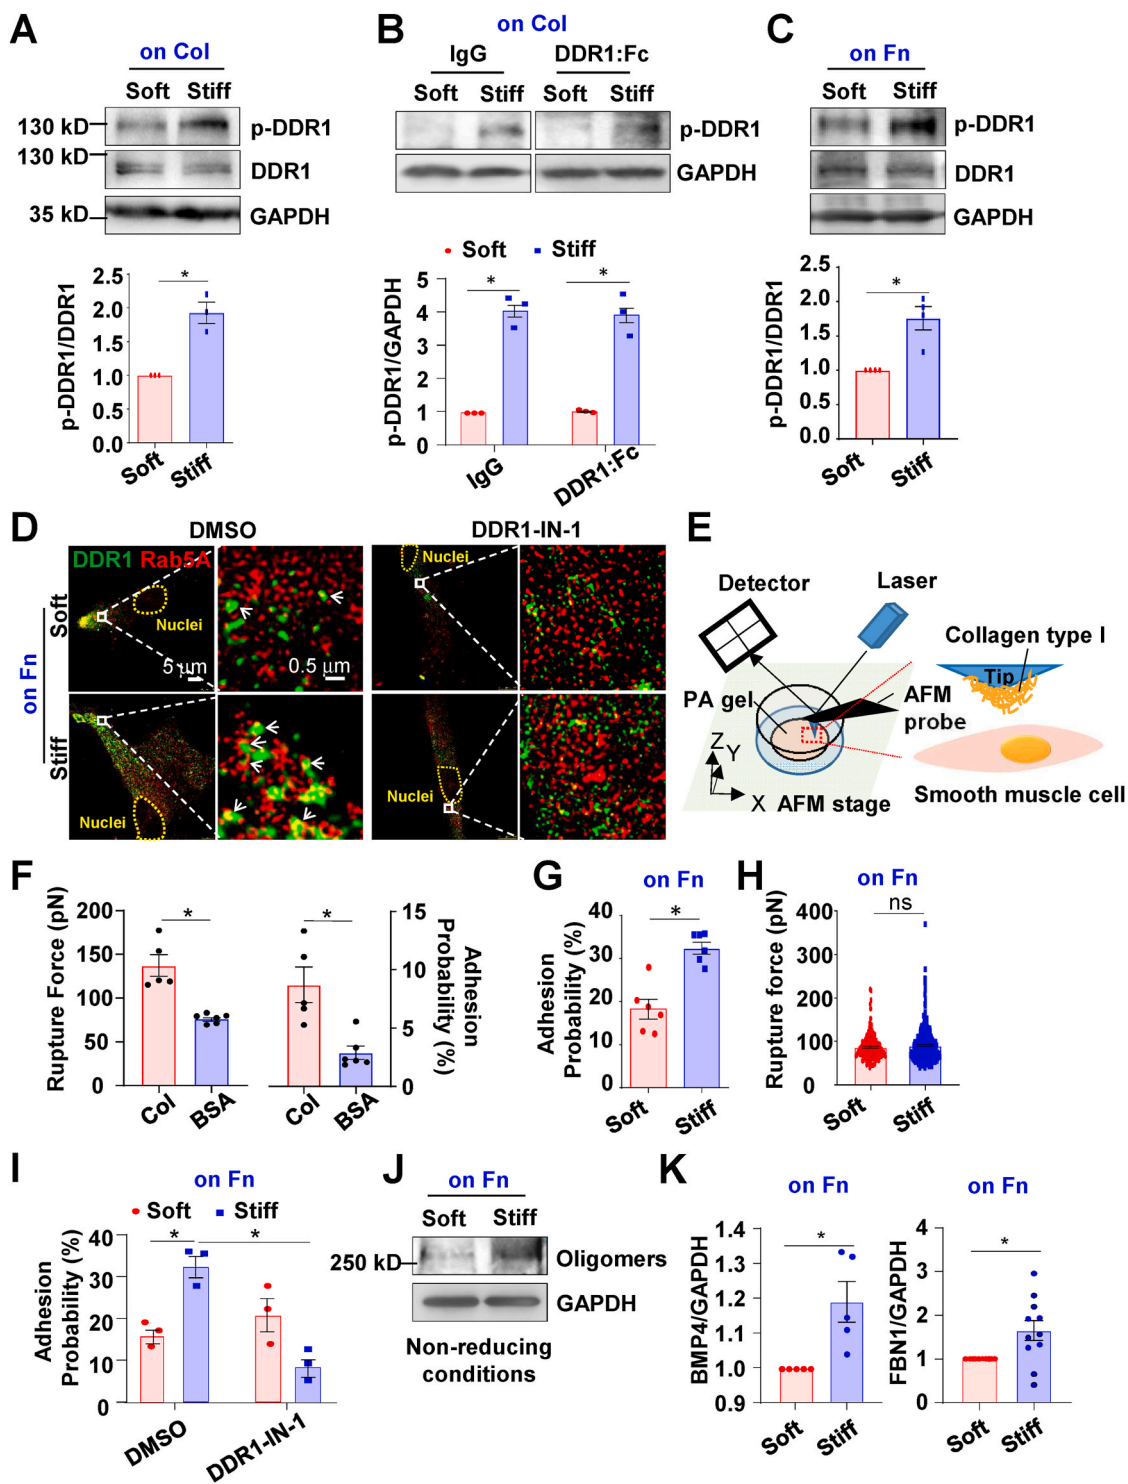 A
on Col
Soft Stiff
130 kD
p-DDR1
130 kD
DDR1
35 kD
GAPDH
p-DDR1/DDR1
2.5
2.0
1.5
1.0
0.5
0.0
*
Soft
Stiff
B
on Col
IgG DDR1:Fc
Soft Stiff Soft Stiff
p-DDR1
GAPDH
Soft Stiff
p-DDR1/GAPDH
5
4
3
2
1
0
* *
IgG
DDR1:Fc
C
on Fn
Soft Stiff
p-DDR1
DDR1
GAPDH
p-DDR1/DDR1
2.5
2.0
1.5
1.0
0.5
0.0
*
Soft
Stiff
D
DMSO DDR1-IN-1
on Fn
Soft
Stiff
DDR1 Rab5A
Nuclei
5 μm
0.5 μm
Nuclei
Nuclei
Nuclei
E
Detector
Laser
Collagen type I
Tip
PA gel
AFM
probe
Z
Y
X
AFM stage
Smooth muscle cell
F
Rupture Force (pN)
200
150
100
50
0
*
Col
BSA
*
15
10
5
0
Adhesion
Probability (%)
Col
BSA
G
on Fn
Adhesion
Probability (%)
40
30
20
10
0
*
Soft
Stiff
H
on Fn
ns
Rupture force (pN)
400
300
200
100
0
Soft
Stiff
I
on Fn
Soft Stiff
Adhesion
Probability (%)
40
30
20
10
0
* *
DMSO
DDR1-IN-1
J
on Fn
Soft Stiff
250 kD
Oligomers
GAPDH
Non-reducing
conditions
K
on Fn
BMP4/GAPDH
1.4
1.3
1.2
1.1
1.0
0.9
*
Soft
Stiff
on Fn
FBN1/GAPDH
4
3
2
1
0
*
Soft
Stiff